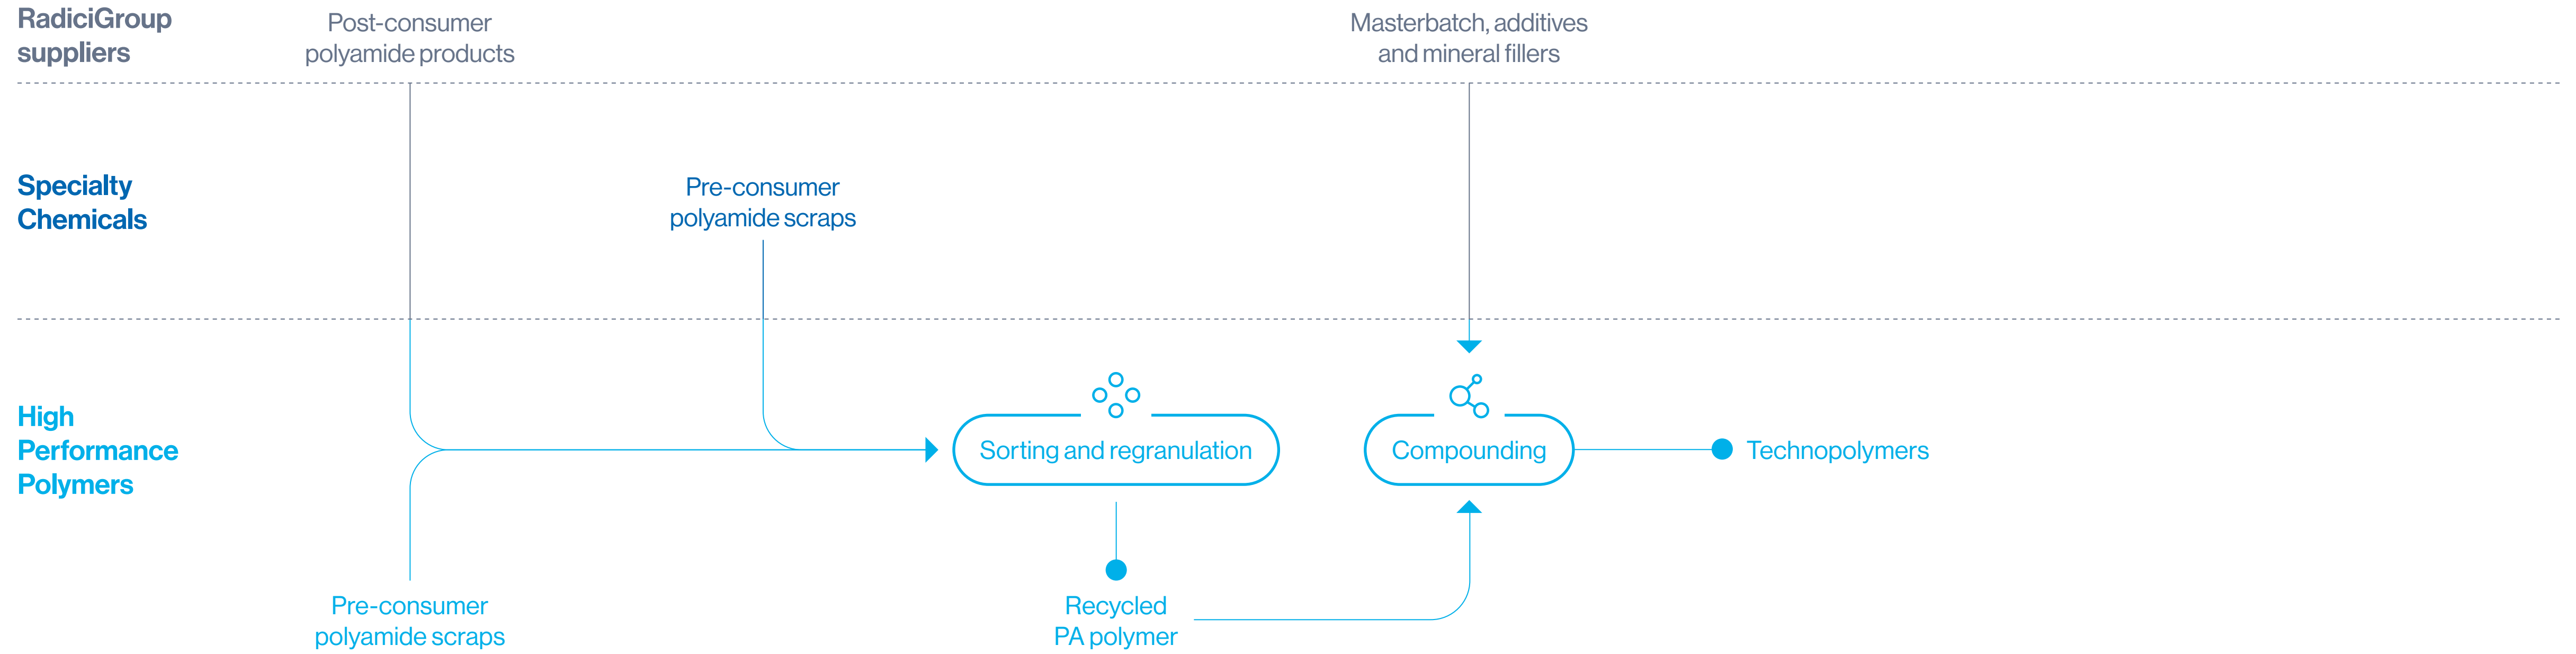 RadiciGroup
suppliers
Post-consumer
polyamide products
Masterbatch, additives
and mineral fillers
Specialty
Chemicals
Pre-consumer
polyamide scraps
High
Performance
Polymers
Sorting and regranulation
Compounding
Technopolymers
Pre-consumer
polyamide scraps
Recycled
PA polymer